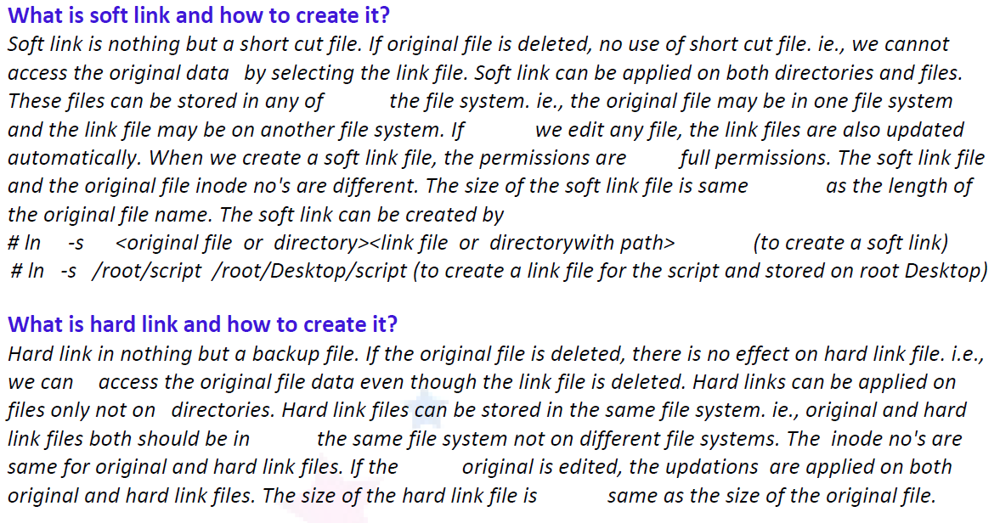 What is soft link and how to create it?
Soft link is nothing but a short cut file. If original file is deleted, no use of short cut file. ie., we cannot
access the original data by selecting the link file. Soft link can be applied on both directories and files.
These files can be stored in any of the file system. ie., the original file may be in one file system
and the link file may be on another file system. If we edit any file, the link files are also updated
automatically. When we create a soft link file, the permissions are full permissions. The soft link file
and the original file inode no's are different. The size of the soft link file is same as the length of
the original file name. The soft link can be created by
# ln -s <original file or directory><link file or directorywith path> (to create a soft link)
# ln -s /root/script /root/Desktop/script (to create a link file for the script and stored on root Desktop)
What is hard link and how to create it?
Hard link in nothing but a backup file. If the original file is deleted, there is no effect on hard link file. i.e.,
we can access the original file data even though the link file is deleted. Hard links can be applied on
files only not on directories. Hard link files can be stored in the same file system. ie., original and hard
link files both should be in the same file system not on different file systems. The inode no's are
same for original and hard link files. If the original is edited, the updations are applied on both
original and hard link files. The size of the hard link file is same as the size of the original file.